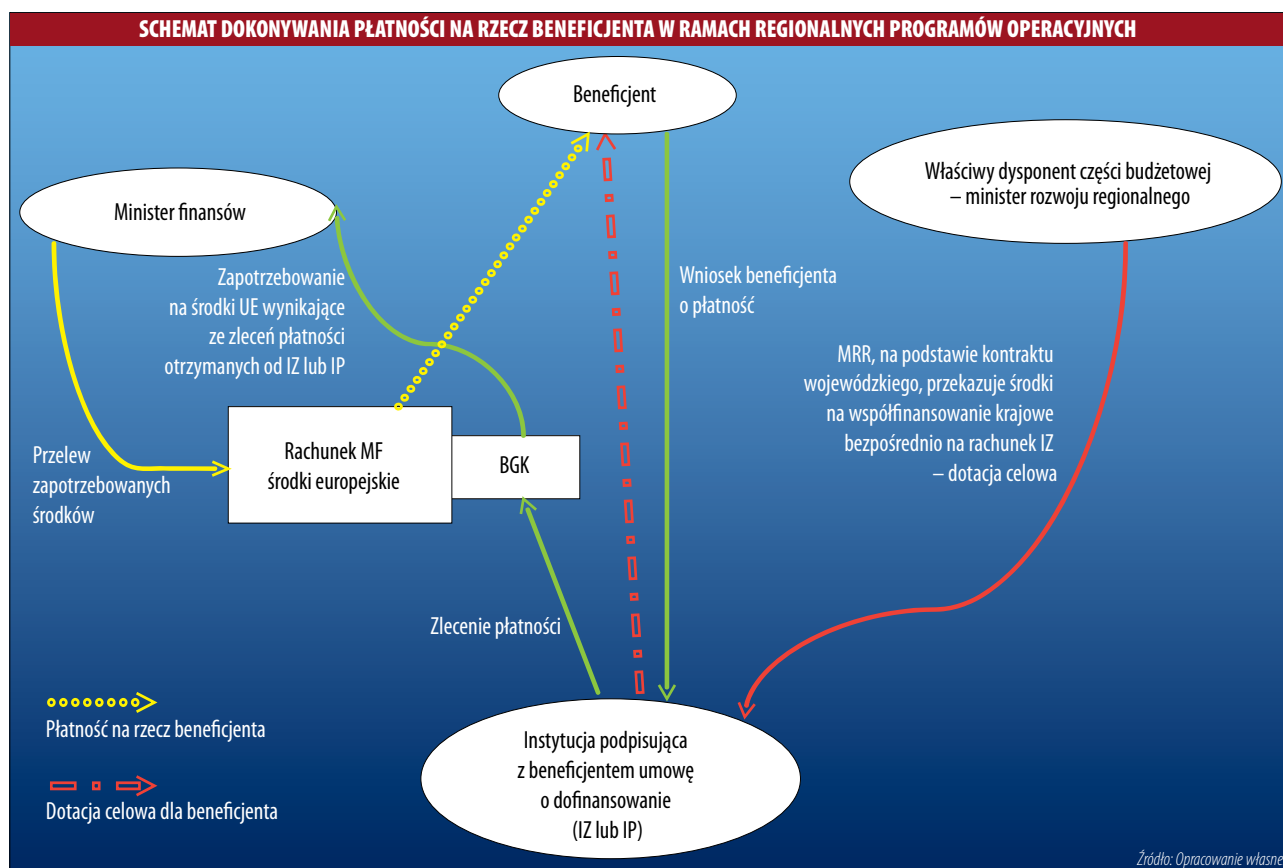 SCHEMAT DOKONYWANIA PŁATNOŚCI NA RZECZ BENEFICJENTA W RAMACH REGIONALNYCH PROGRAMÓW OPERACYJNYCH
Beneficjent
Właściwy dysponent części budżetowej
– minister rozwoju regionalnego
Minister finansów
Zapotrzebowanie
na środki UE wynikające
ze zleceń płatności
otrzymanych od IZ lub IP
Wniosek beneficjenta
o płatność
MRR, na podstawie kontraktu
wojewódzkiego, przekazuje środki
na współfinansowanie krajowe
bezpośrednio na rachunek IZ
– dotacja celowa
Rachunek MF
środki europejskie
BGK
Przelew
zapotrzebowanych
środków
Zlecenie płatności
Płatność na rzecz beneficjenta
Dotacja celowa dla beneficjenta
Instytucja podpisująca
z beneficjentem umowę
o dofinansowanie
(IZ lub IP)
Źródło: Opracowanie własne